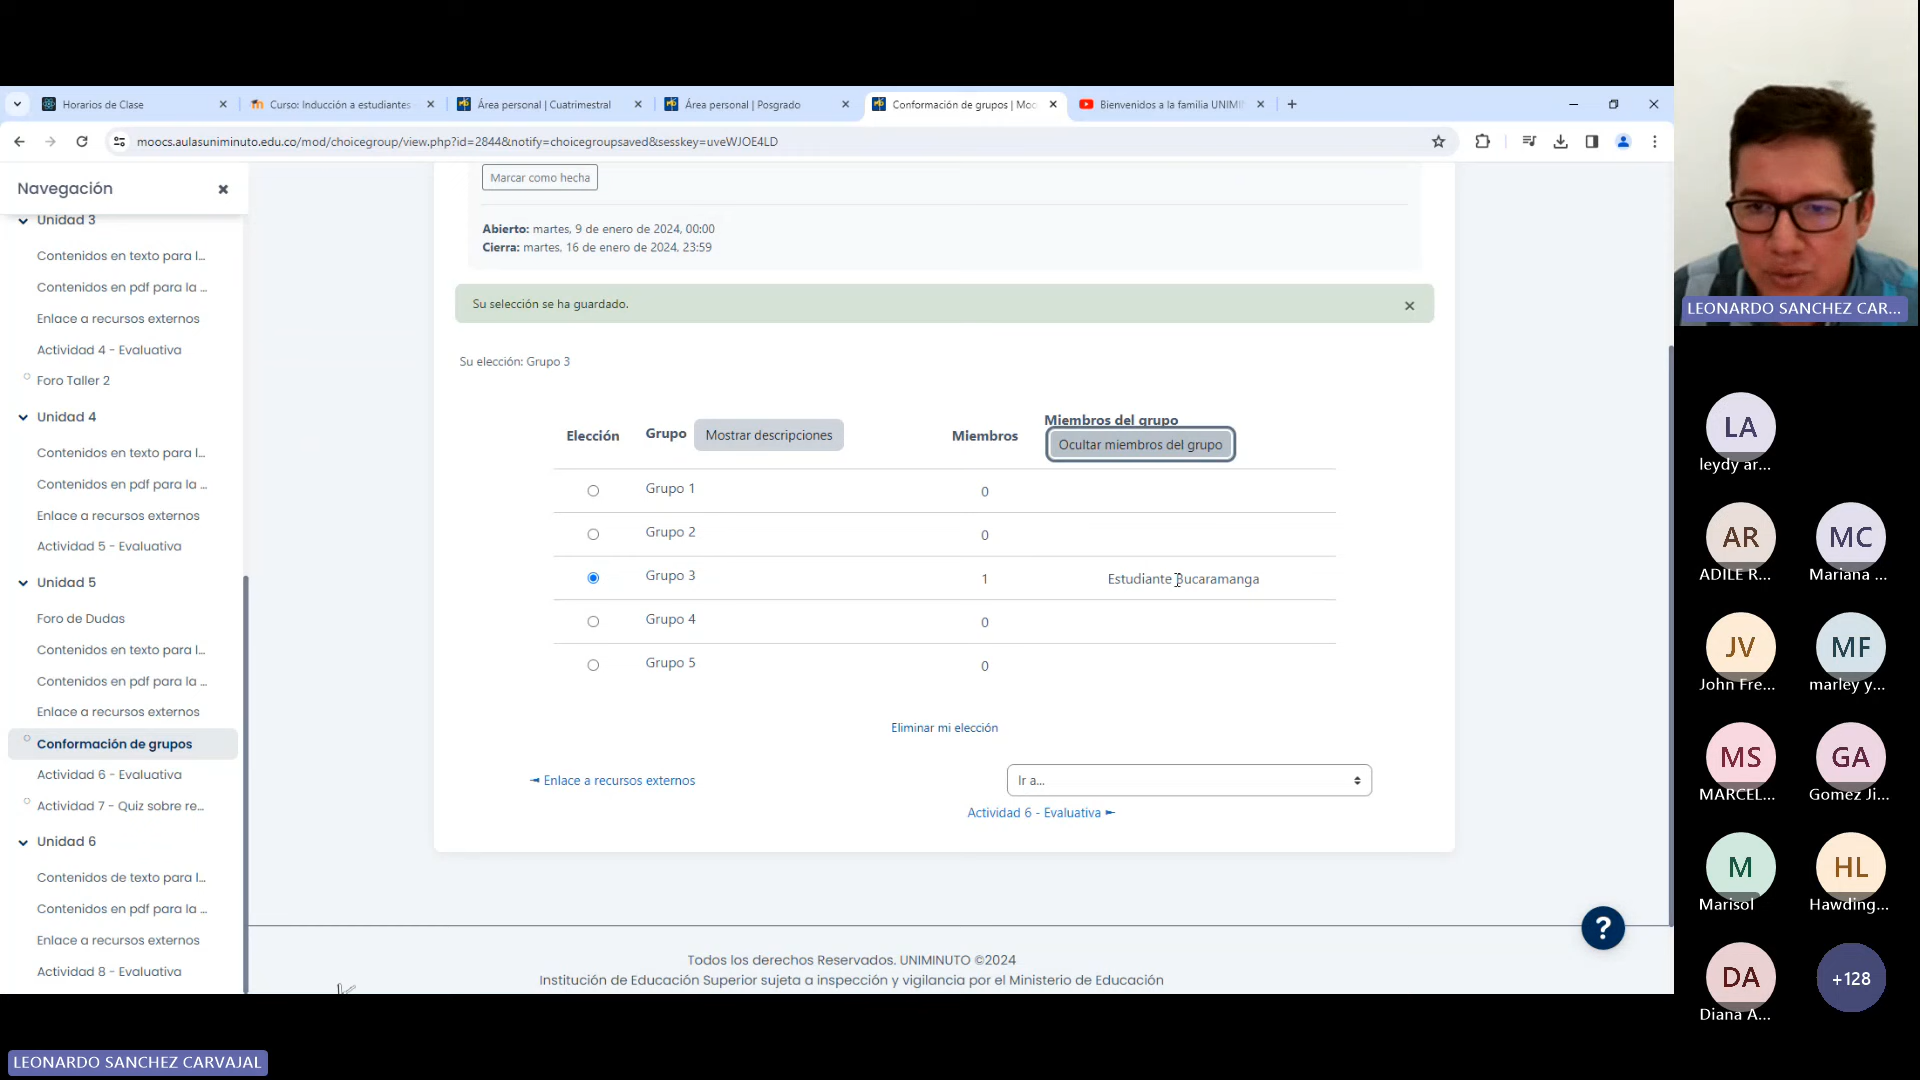 Horarios de Clase
Curso: Inducción a estudiantes
Área personal | Cuatrimestral
Área personal | Posgrado
Conformación de grupos | Moo
Bienvenidos a la familia UNIMI
moocs.aulasuniminuto.edu.co/mod/choicegroup/view.php?id=2844&notify=choicegroupsaved&sesskey=uveWJOE4LD
Navegación
Unidad 3
Contenidos en texto para l...
Contenidos en pdf para la ...
Enlace a recursos externos
Actividad 4 - Evaluativa
Foro Taller 2
Unidad 4
Contenidos en texto para l...
Contenidos en pdf para la ...
Enlace a recursos externos
Actividad 5 - Evaluativa
Unidad 5
Foro de Dudas
Contenidos en texto para l...
Contenidos en pdf para la ...
Enlace a recursos externos
Conformación de grupos
Actividad 6 - Evaluativa
Actividad 7 - Quiz sobre re...
Unidad 6
Contenidos de texto para l...
Contenidos en pdf para la ...
Enlace a recursos externos
Actividad 8 - Evaluativa
Marcar como hecha
Abierto: martes, 9 de enero de 2024, 00:00
Cierra: martes, 16 de enero de 2024, 23:59
Su selección se ha guardado.
Su elección: Grupo 3
Elección Grupo Mostrar descripciones Miembros Miembros del grupo
Ocultar miembros del grupo
Grupo 1 0
Grupo 2 0
Grupo 3 1 Estudiante Bucaramanga
Grupo 4 0
Grupo 5 0
Eliminar mi elección
◄ Enlace a recursos externos
Ir a...
Actividad 6 - Evaluativa ►
?
Todos los derechos Reservados. UNIMINUTO ©2024
Institución de Educación Superior sujeta a inspección y vigilancia por el Ministerio de Educación
LEONARDO SANCHEZ CAR...
LA
leydy ar...
AR
ADILE R...
MC
Mariana ...
JV
John Fre...
MF
marley y...
MS
MARCEL...
GA
Gomez Ji...
M
Marisol
HL
Hawding...
DA
Diana A...
+128
LEONARDO SANCHEZ CARVAJAL